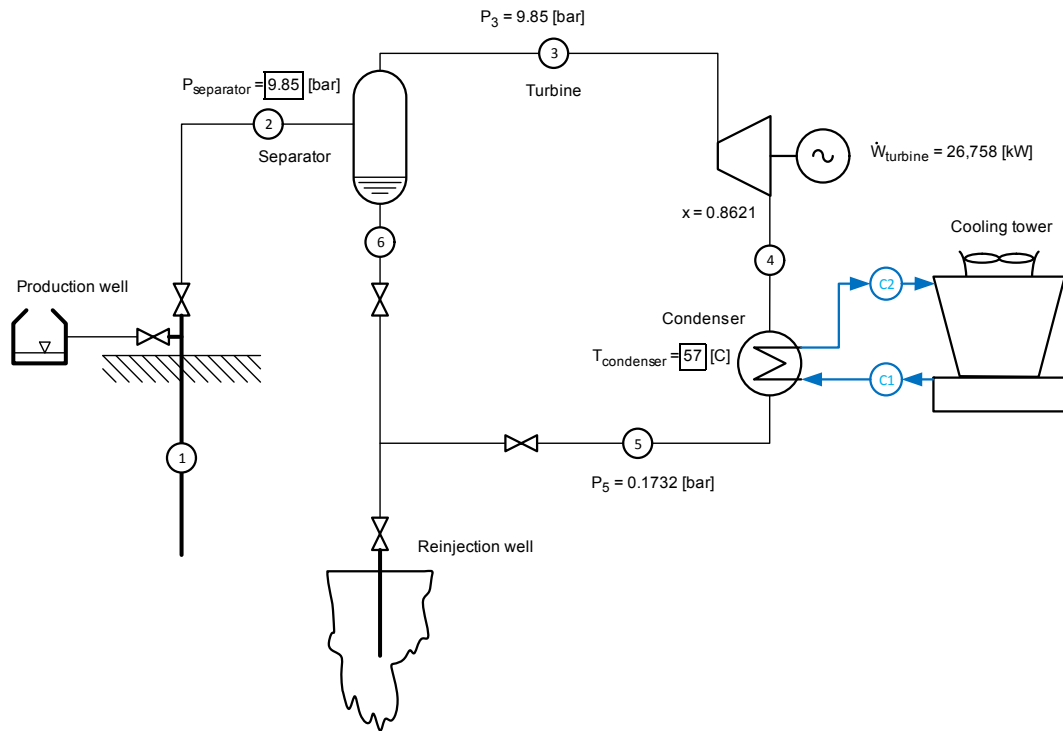 P3 = 9.85 [bar]
3
Turbine
Pseparator = 9.85 [bar]
2
Separator
Ẇturbine = 26,758 [kW]
x = 0.8621
Cooling tower
6
4
C2
Production well
Condenser
Tcondenser = 57 [C]
C1
1
5
P5 = 0.1732 [bar]
Reinjection well